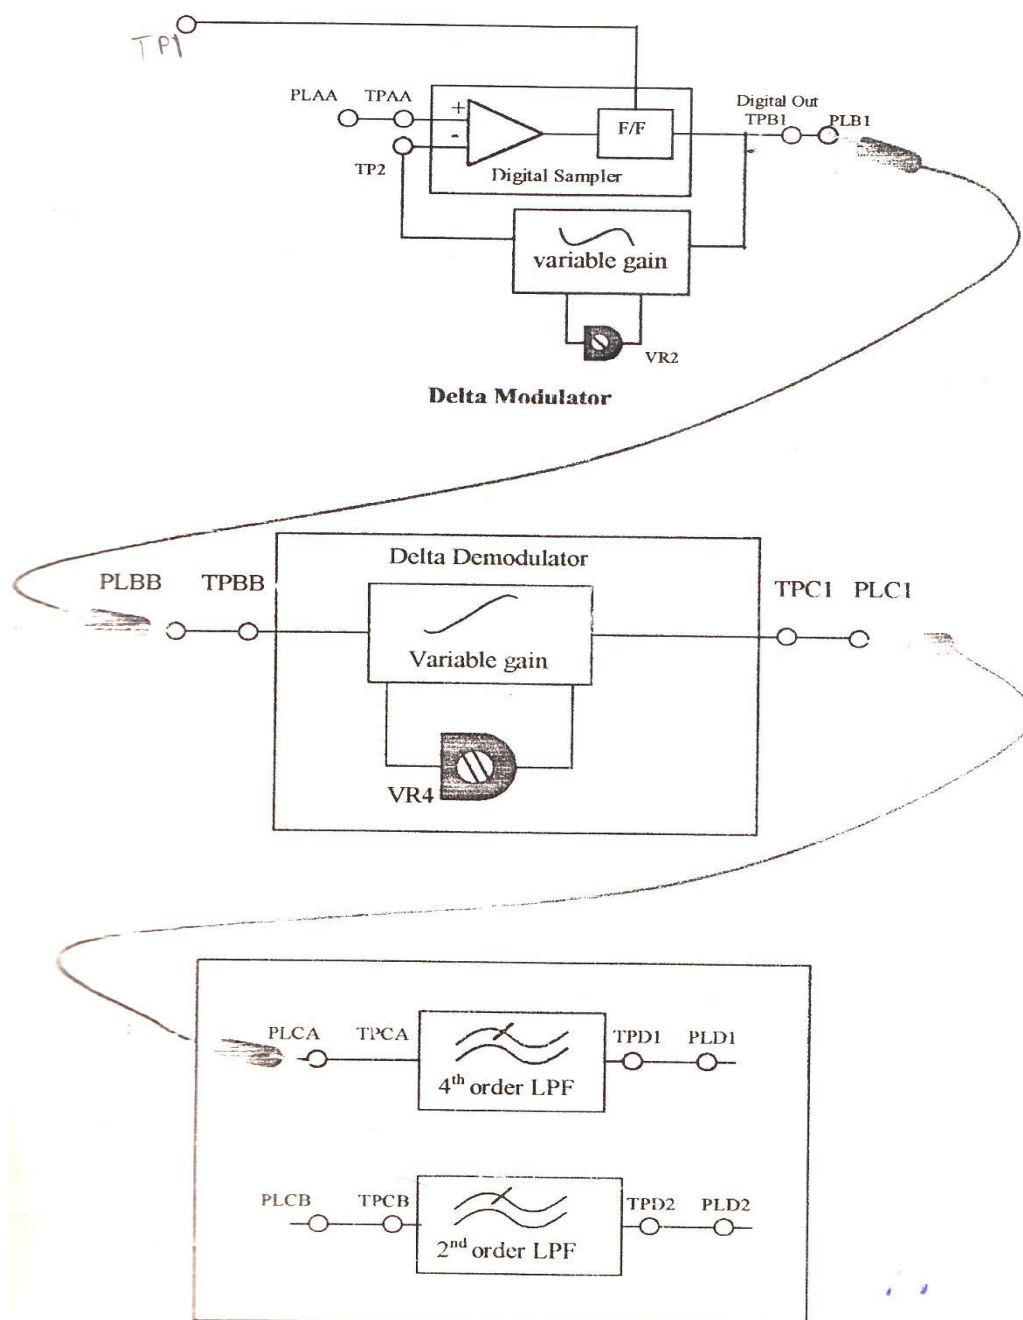 TP1
PLAA TPAA
+
-
TP2
F/F
Digital Sampler
Digital Out
TPB1 PLB1
variable gain
VR2
Delta Modulator
Delta Demodulator
PLBB TPBB
TPC1 PLC1
Variable gain
VR4
PLCA TPCA
TPD1 PLD1
4th order LPF
PLCB TPCB
TPD2 PLD2
2nd order LPF